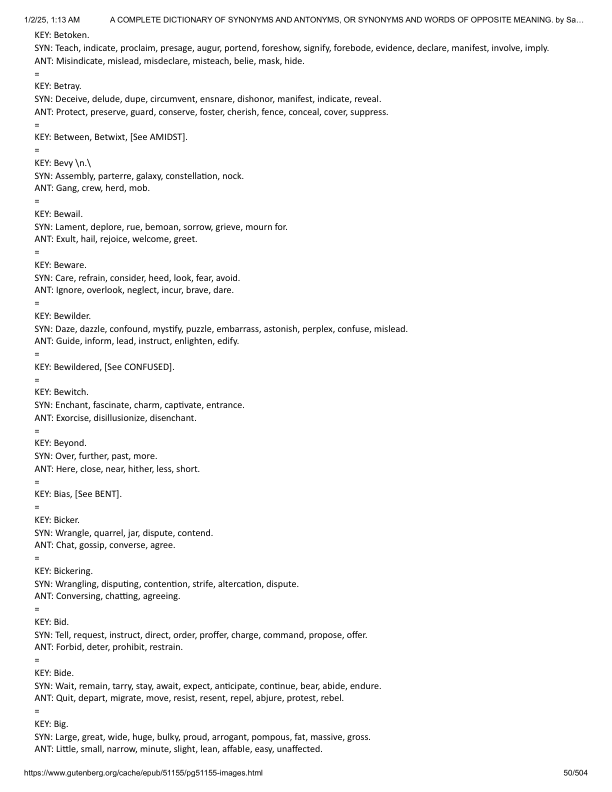 1/2/25, 1:13 AM A COMPLETE DICTIONARY OF SYNONYMS AND ANTONYMS, OR SYNONYMS AND WORDS OF OPPOSITE MEANING. by Sa…
KEY: Betoken.
SYN: Teach, indicate, proclaim, presage, augur, portend, foreshow, signify, forebode, evidence, declare, manifest, involve, imply.
ANT: Misindicate, mislead, misdeclare, misteach, belie, mask, hide.
=
KEY: Betray.
SYN: Deceive, delude, dupe, circumvent, ensnare, dishonor, manifest, indicate, reveal.
ANT: Protect, preserve, guard, conserve, foster, cherish, fence, conceal, cover, suppress.
=
KEY: Between, Betwixt, [See AMIDST].
=
KEY: Bevy \n.\
SYN: Assembly, parterre, galaxy, constellation, nock.
ANT: Gang, crew, herd, mob.
=
KEY: Bewail.
SYN: Lament, deplore, rue, bemoan, sorrow, grieve, mourn for.
ANT: Exult, hail, rejoice, welcome, greet.
=
KEY: Beware.
SYN: Care, refrain, consider, heed, look, fear, avoid.
ANT: Ignore, overlook, neglect, incur, brave, dare.
=
KEY: Bewilder.
SYN: Daze, dazzle, confound, mystify, puzzle, embarrass, astonish, perplex, confuse, mislead.
ANT: Guide, inform, lead, instruct, enlighten, edify.
=
KEY: Bewildered, [See CONFUSED].
=
KEY: Bewitch.
SYN: Enchant, fascinate, charm, captivate, entrance.
ANT: Exorcise, disillusionize, disenchant.
=
KEY: Beyond.
SYN: Over, further, past, more.
ANT: Here, close, near, hither, less, short.
=
KEY: Bias, [See BENT].
=
KEY: Bicker.
SYN: Wrangle, quarrel, jar, dispute, contend.
ANT: Chat, gossip, converse, agree.
=
KEY: Bickering.
SYN: Wrangling, disputing, contention, strife, altercation, dispute.
ANT: Conversing, chatting, agreeing.
=
KEY: Bid.
SYN: Tell, request, instruct, direct, order, proffer, charge, command, propose, offer.
ANT: Forbid, deter, prohibit, restrain.
=
KEY: Bide.
SYN: Wait, remain, tarry, stay, await, expect, anticipate, continue, bear, abide, endure.
ANT: Quit, depart, migrate, move, resist, resent, repel, abjure, protest, rebel.
=
KEY: Big.
SYN: Large, great, wide, huge, bulky, proud, arrogant, pompous, fat, massive, gross.
ANT: Little, small, narrow, minute, slight, lean, affable, easy, unaffected.
https://www.gutenberg.org/cache/epub/51155/pg51155-images.html 50/504